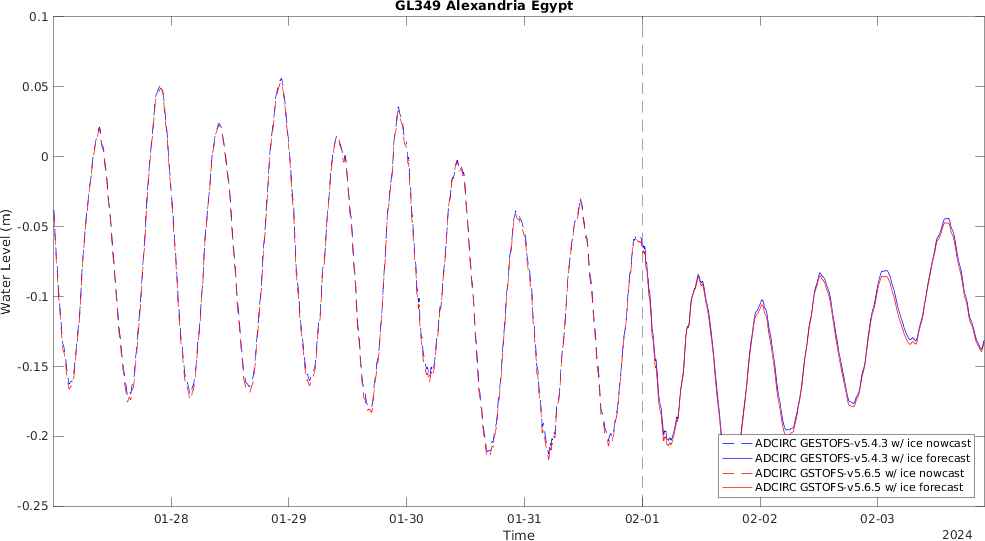 GL349 Alexandria Egypt
0.1
0.05
0
-0.05
-0.1
-0.15
-0.2
-0.25
Water Level (m)
ADCIRC GESTOFS-v5.4.3 w/ ice nowcast
ADCIRC GESTOFS-v5.4.3 w/ ice forecast
ADCIRC GSTOFS-v5.6.5 w/ ice nowcast
ADCIRC GSTOFS-v5.6.5 w/ ice forecast
01-28 01-29 01-30 01-31 02-01 02-02 02-03
Time
2024